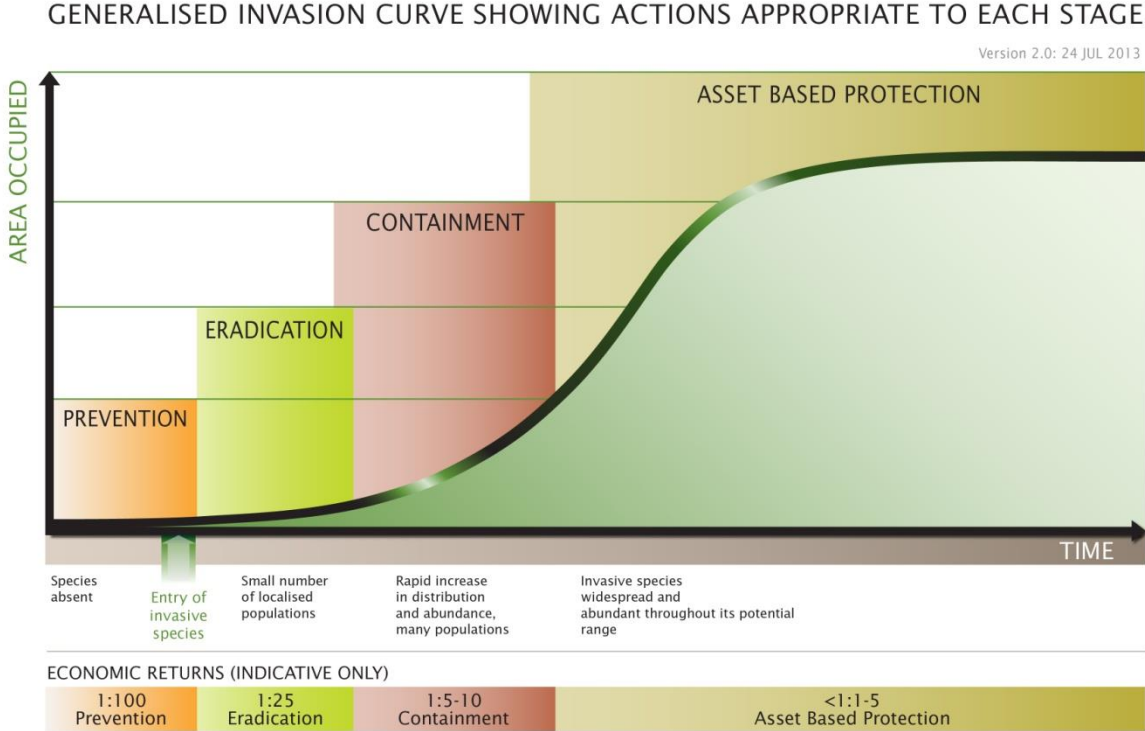 GENERALISED INVASION CURVE SHOWING ACTIONS APPROPRIATE TO EACH STAGE
Version 2.0: 24 JUL 2013
AREA OCCUPIED
ASSET BASED PROTECTION
CONTAINMENT
ERADICATION
PREVENTION
TIME
Species
absent
Entry of
invasive
species
Small number
of localised
populations
Rapid increase
in distribution
and abundance,
many populations
Invasive species
widespread and
abundant throughout its potential
range
ECONOMIC RETURNS (INDICATIVE ONLY)
1:100
Prevention
1:25
Eradication
1:5-10
Containment
<1:1-5
Asset Based Protection